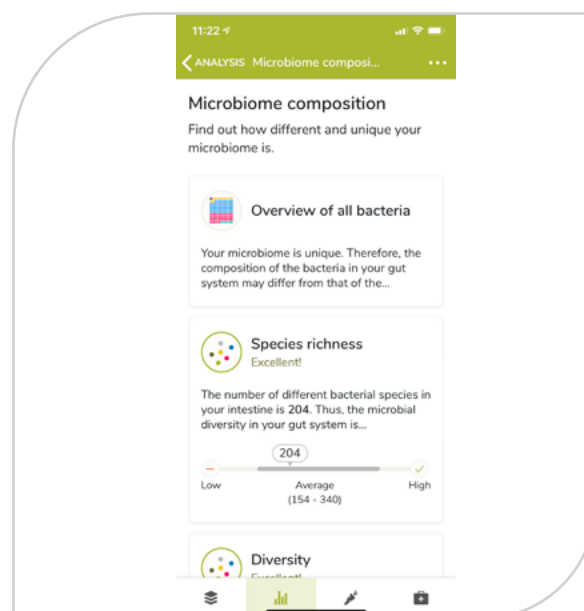 11:22
ANALYSIS Microbiome composi...
Microbiome composition
Find out how different and unique your
microbiome is.
Overview of all bacteria
Your microbiome is unique. Therefore, the
composition of the bacteria in your gut
system may differ from that of the...
Species richness
Excellent!
The number of different bacterial species in
your intestine is 204. Thus, the microbial
diversity in your gut system is...
204
Low Average High
(154 - 340)
Diversity
Excellent!